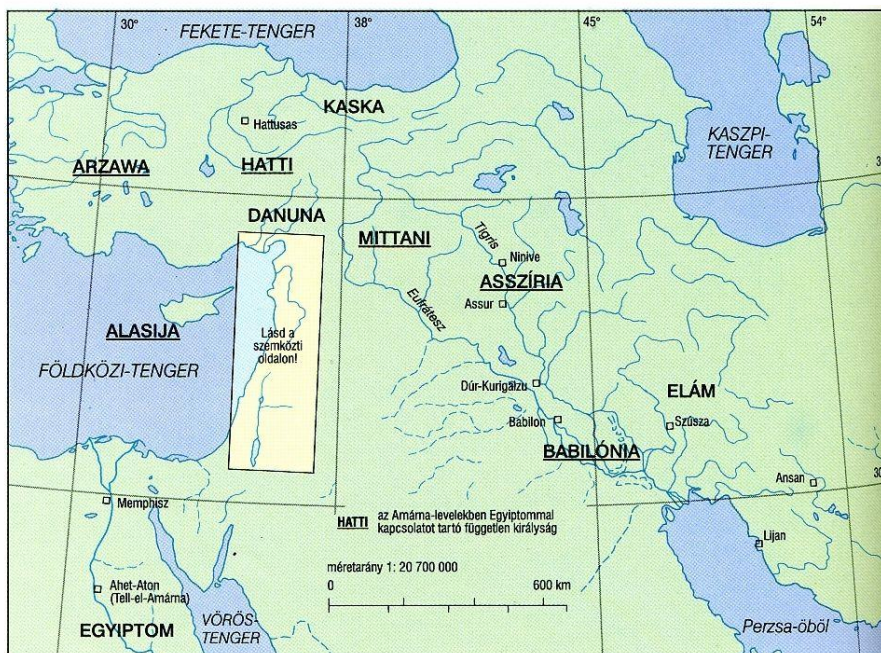 30°
38°
45°
54°
FEKETE-TENGER
KASKA
Hattusas
HATTI
ARZAWA
KASZPI-
TENGER
DANUNA
MITTANI
Tigris
Ninive
ASSZÍRIA
Assur
Eufrátesz
ALASIJA
Lásd a
szemközti
oldalon!
FÖLDKÖZI-TENGER
Dúr-Kurigalzu
ELÁM
Babilon
Szúsza
BABILÓNIA
Ansan
30
Memphisz
HATTI az Amárna-levelekben Egyiptommal
kapcsolatot tartó független királyság
Lijan
méretarány 1: 20 700 000
0 600 km
Ahet-Aton
(Tell-el-Amárna)
EGYIPTOM
VÖRÖS-
TENGER
Perzsa-öböl